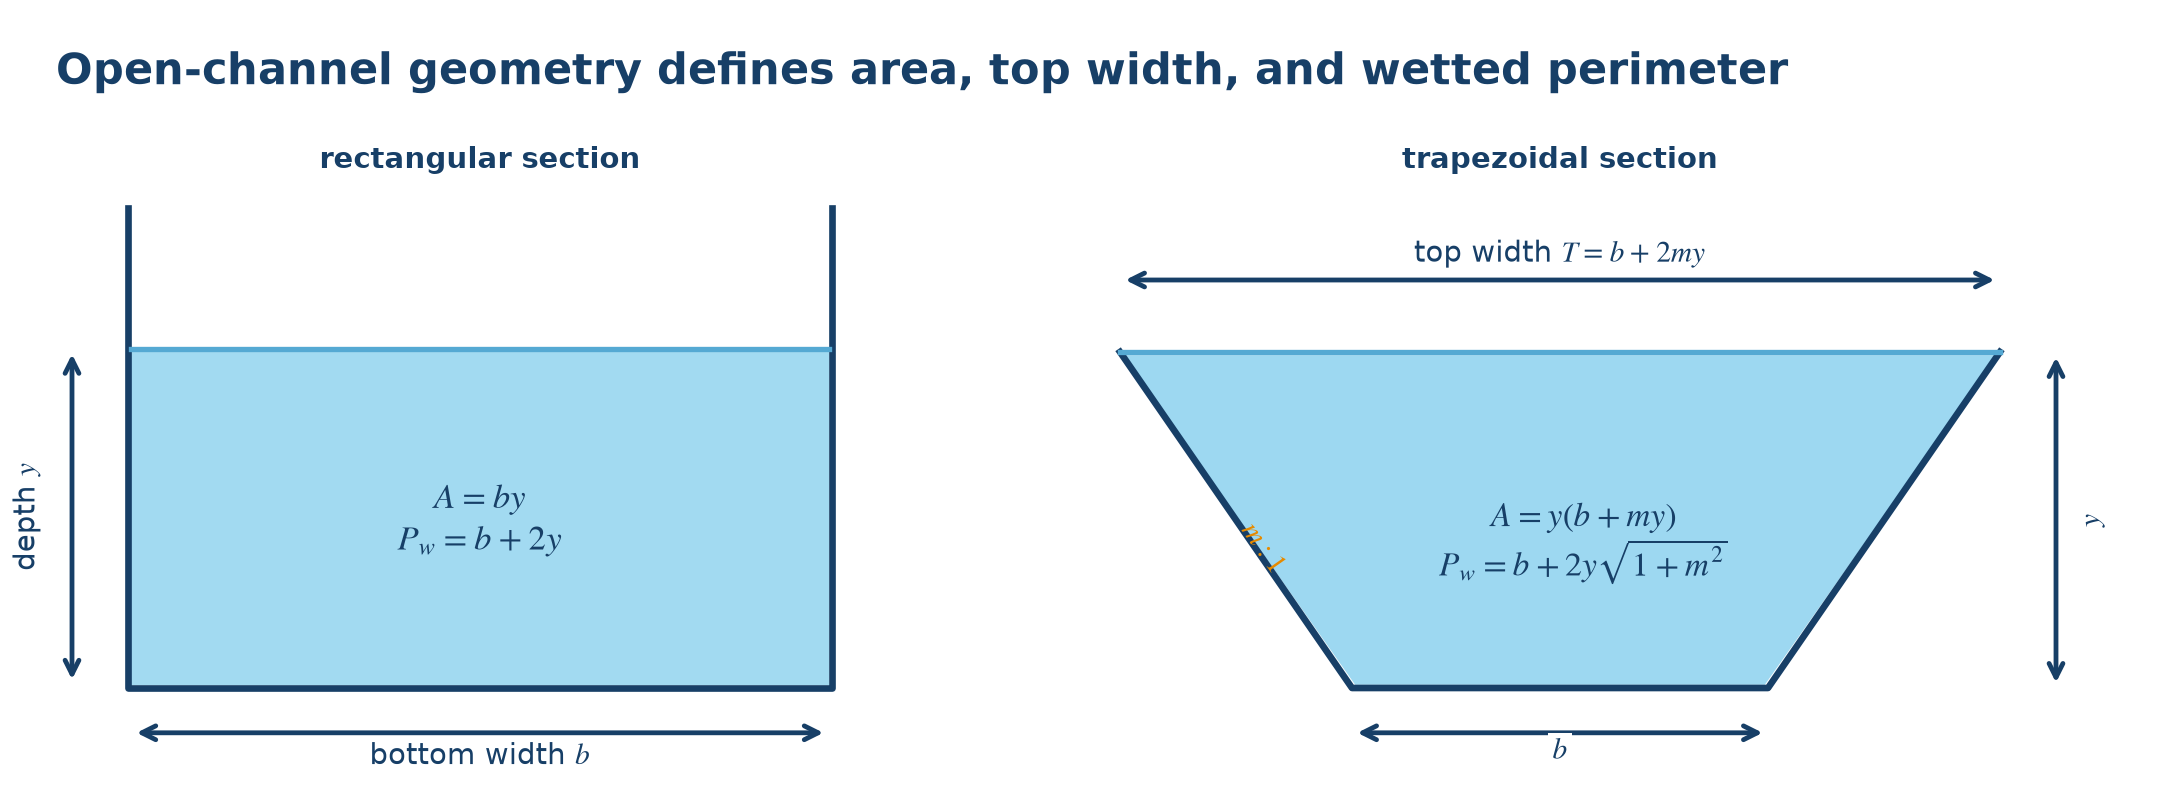 Open-channel geometry defines area, top width, and wetted perimeter
rectangular section
depth y
A = by
P_w = b + 2y
bottom width b
trapezoidal section
top width T = b + 2my
m : 1
A = y(b + my)
P_w = b + 2y√(1 + m²)
y
b